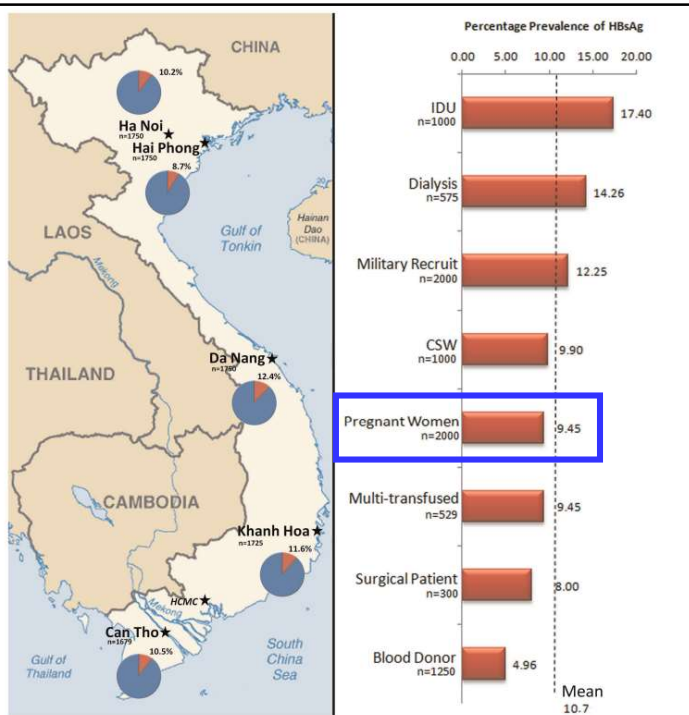 CHINA
10.2%
Ha Noi
n=1750
Hai Phong
n=1750
8.7%
20
LAOS
Gulf of
Tonkin
Hainan
Dao
(CHINA)
Mekong
Da Nang
n=1750
12.4%
THAILAND
CAMBODIA
Khanh Hoa
n=1725
11.6%
HCMC
Mekong
Can Tho
n=1679
10.5%
Gulf of
Thailand
South
China
Sea
Percentage Prevalence of HBsAg
0.00 5.00 10.00 15.00 20.00
IDU
n=1000
17.40
Dialysis
n=575
14.26
Military Recruit
n=2000
12.25
CSW
n=1000
9.90
Pregnant Women
n=2000
9.45
Multi-transfused
n=529
9.45
Surgical Patient
n=300
8.00
Blood Donor
n=1250
4.96
Mean
10.7